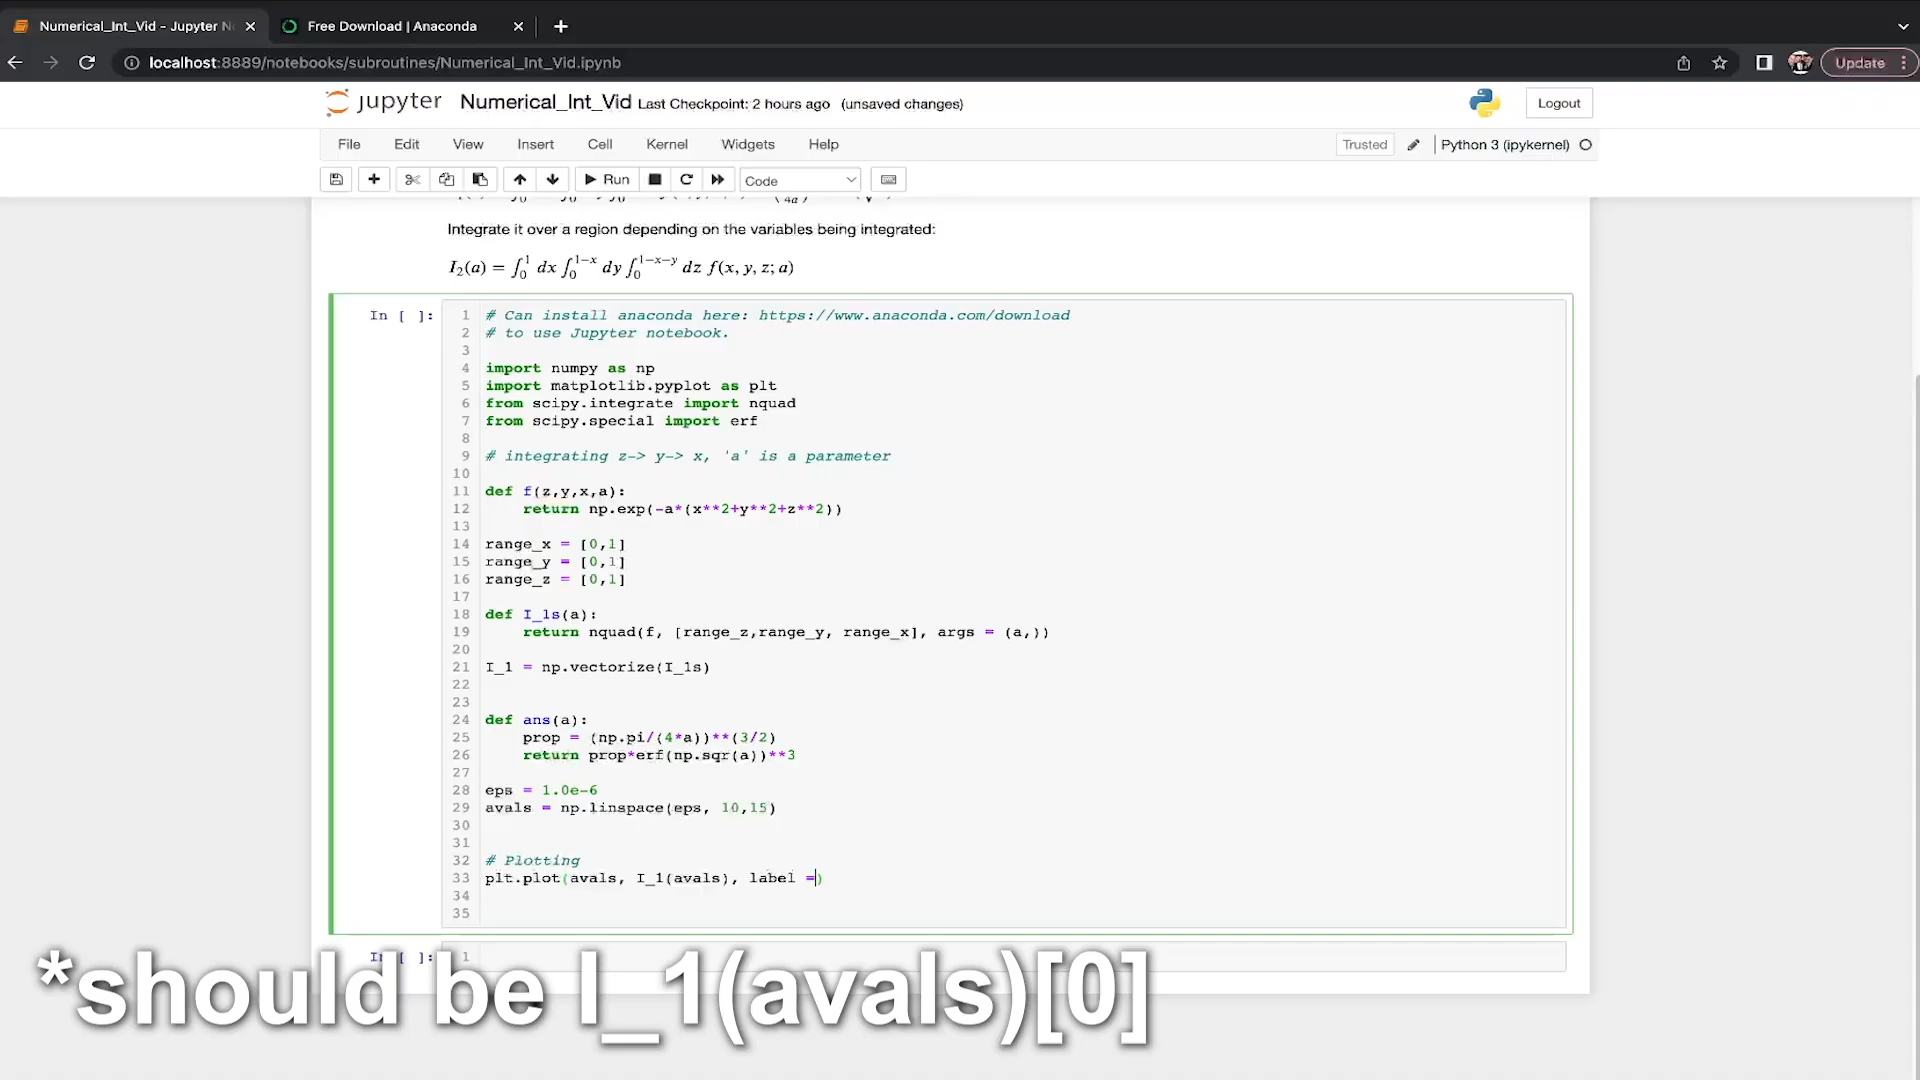 Numerical_Int_Vid - Jupyter N
Free Download | Anaconda
localhost:8889/notebooks/subroutines/Numerical_Int_Vid.ipynb
Update
jupyter Numerical_Int_Vid Last Checkpoint: 2 hours ago (unsaved changes)
Logout
File Edit View Insert Cell Kernel Widgets Help
Trusted
Python 3 (ipykernel)
Run
Code
Integrate it over a region depending on the variables being integrated:
I₂(a) = ∫₀¹ dx ∫₀¹⁻ˣ dy ∫₀¹⁻ˣ⁻ʸ dz f(x, y, z; a)
In [ ]:
1 # Can install anaconda here: https://www.anaconda.com/download
2 # to use Jupyter notebook.
3
4 import numpy as np
5 import matplotlib.pyplot as plt
6 from scipy.integrate import nquad
7 from scipy.special import erf
8
9 # integrating z-> y-> x, 'a' is a parameter
10
11 def f(z,y,x,a):
12     return np.exp(-a*(x**2+y**2+z**2))
13
14 range_x = [0,1]
15 range_y = [0,1]
16 range_z = [0,1]
17
18 def I_1s(a):
19     return nquad(f, [range_z,range_y, range_x], args = (a,))
20
21 I_1 = np.vectorize(I_1s)
22
23
24 def ans(a):
25     prop = (np.pi/(4*a))**(3/2)
26     return prop*erf(np.sqr(a))**3
27
28 eps = 1.0e-6
29 avals = np.linspace(eps, 10,15)
30
31
32 # Plotting
33 plt.plot(avals, I_1(avals), label =)
34
35
In [ ]: 1
*should be I_1(avals)[0]